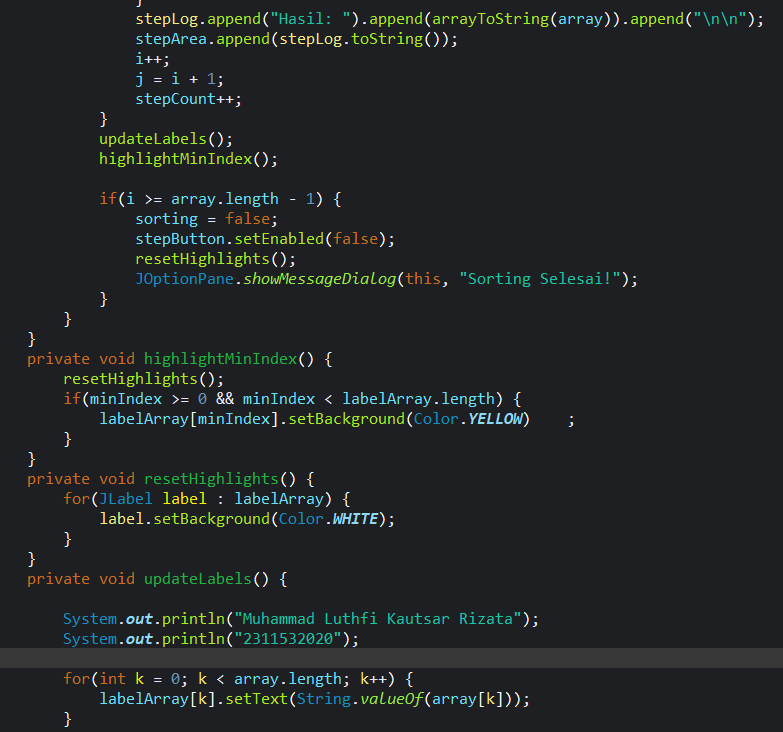 }
stepLog.append("Hasil: ").append(arrayToString(array)).append("\n\n");
stepArea.append(stepLog.toString());
i++;
j = i + 1;
stepCount++;
}
updateLabels();
highlightMinIndex();
if(i >= array.length - 1) {
sorting = false;
stepButton.setEnabled(false);
resetHighlights();
JOptionPane.showMessageDialog(this, "Sorting Selesai!");
}
}
}
private void highlightMinIndex() {
resetHighlights();
if(minIndex >= 0 && minIndex < labelArray.length) {
labelArray[minIndex].setBackground(Color.YELLOW)    ;
}
}
private void resetHighlights() {
for(JLabel label : labelArray) {
label.setBackground(Color.WHITE);
}
}
private void updateLabels() {
System.out.println("Muhammad Luthfi Kautsar Rizata");
System.out.println("2311532020");
for(int k = 0; k < array.length; k++) {
labelArray[k].setText(String.valueOf(array[k]));
}